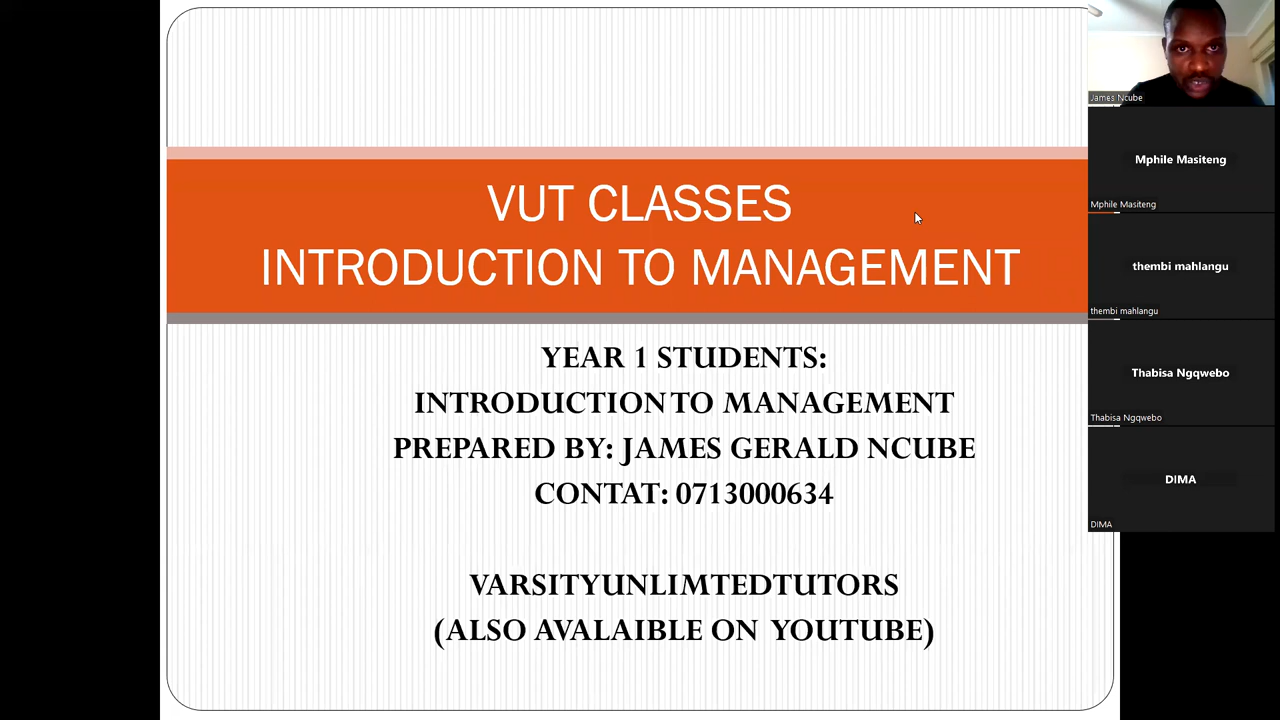 VUT CLASSES
INTRODUCTION TO MANAGEMENT
YEAR 1 STUDENTS:
INTRODUCTION TO MANAGEMENT
PREPARED BY: JAMES GERALD NCUBE
CONTAT: 0713000634
VARSITYUNLIMTEDTUTORS
(ALSO AVALAIBLE ON YOUTUBE)
James Ncube
Mphile Masiteng
Mphile Masiteng
thembi mahlangu
thembi mahlangu
Thabisa Ngqwebo
Thabisa Ngqwebo
DIMA
DIMA